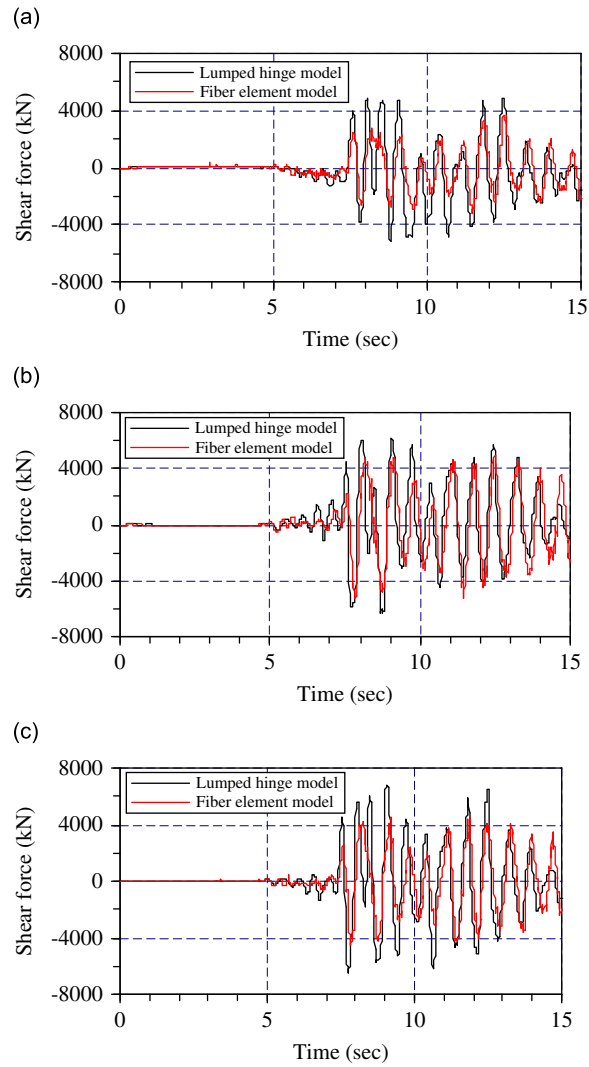 (a)
8000
Lumped hinge model
Fiber element model
4000
0
-4000
-8000
Shear force (kN)
0
5
10
15
Time (sec)
(b)
8000
Lumped hinge model
Fiber element model
4000
0
-4000
-8000
Shear force (kN)
0
5
10
15
Time (sec)
(c)
8000
Lumped hinge model
Fiber element model
4000
0
-4000
-8000
Shear force (kN)
0
5
10
15
Time (sec)